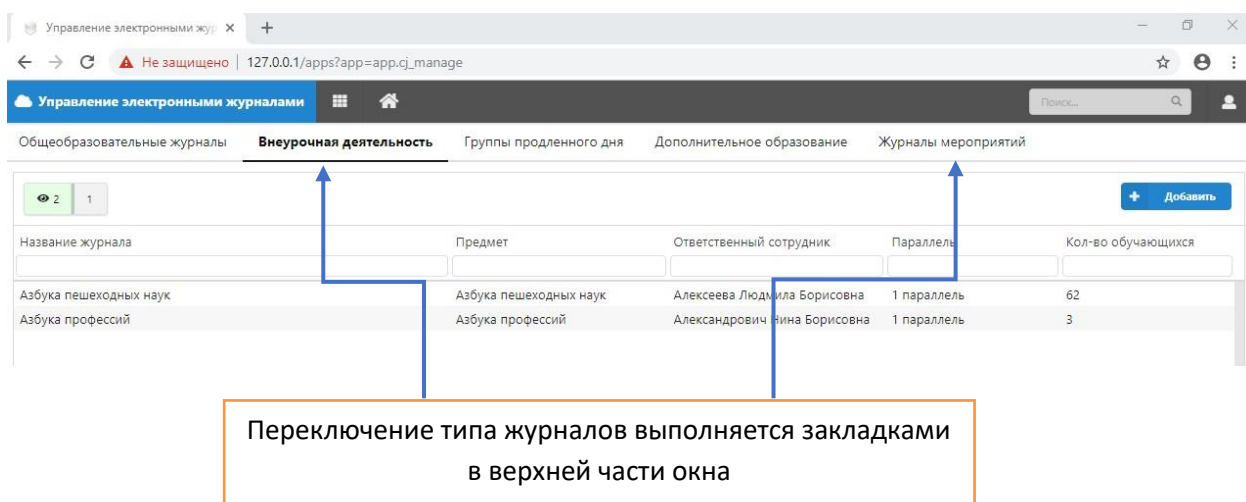 Управление электронными жур
Не защищено | 127.0.0.1/apps?app=app.cj_manage
Управление электронными журналами Поиск...
Общеобразовательные журналы Внеурочная деятельность Группы продленного дня Дополнительное образование Журналы мероприятий
2 1 + Добавить
Название журнала Предмет Ответственный сотрудник Параллель Кол-во обучающихся
Азбука пешеходных наук Азбука пешеходных наук Алексеева Людмила Борисовна 1 параллель 62
Азбука профессий Азбука профессий Александрович Нина Борисовна 1 параллель 3
Переключение типа журналов выполняется закладками
в верхней части окна